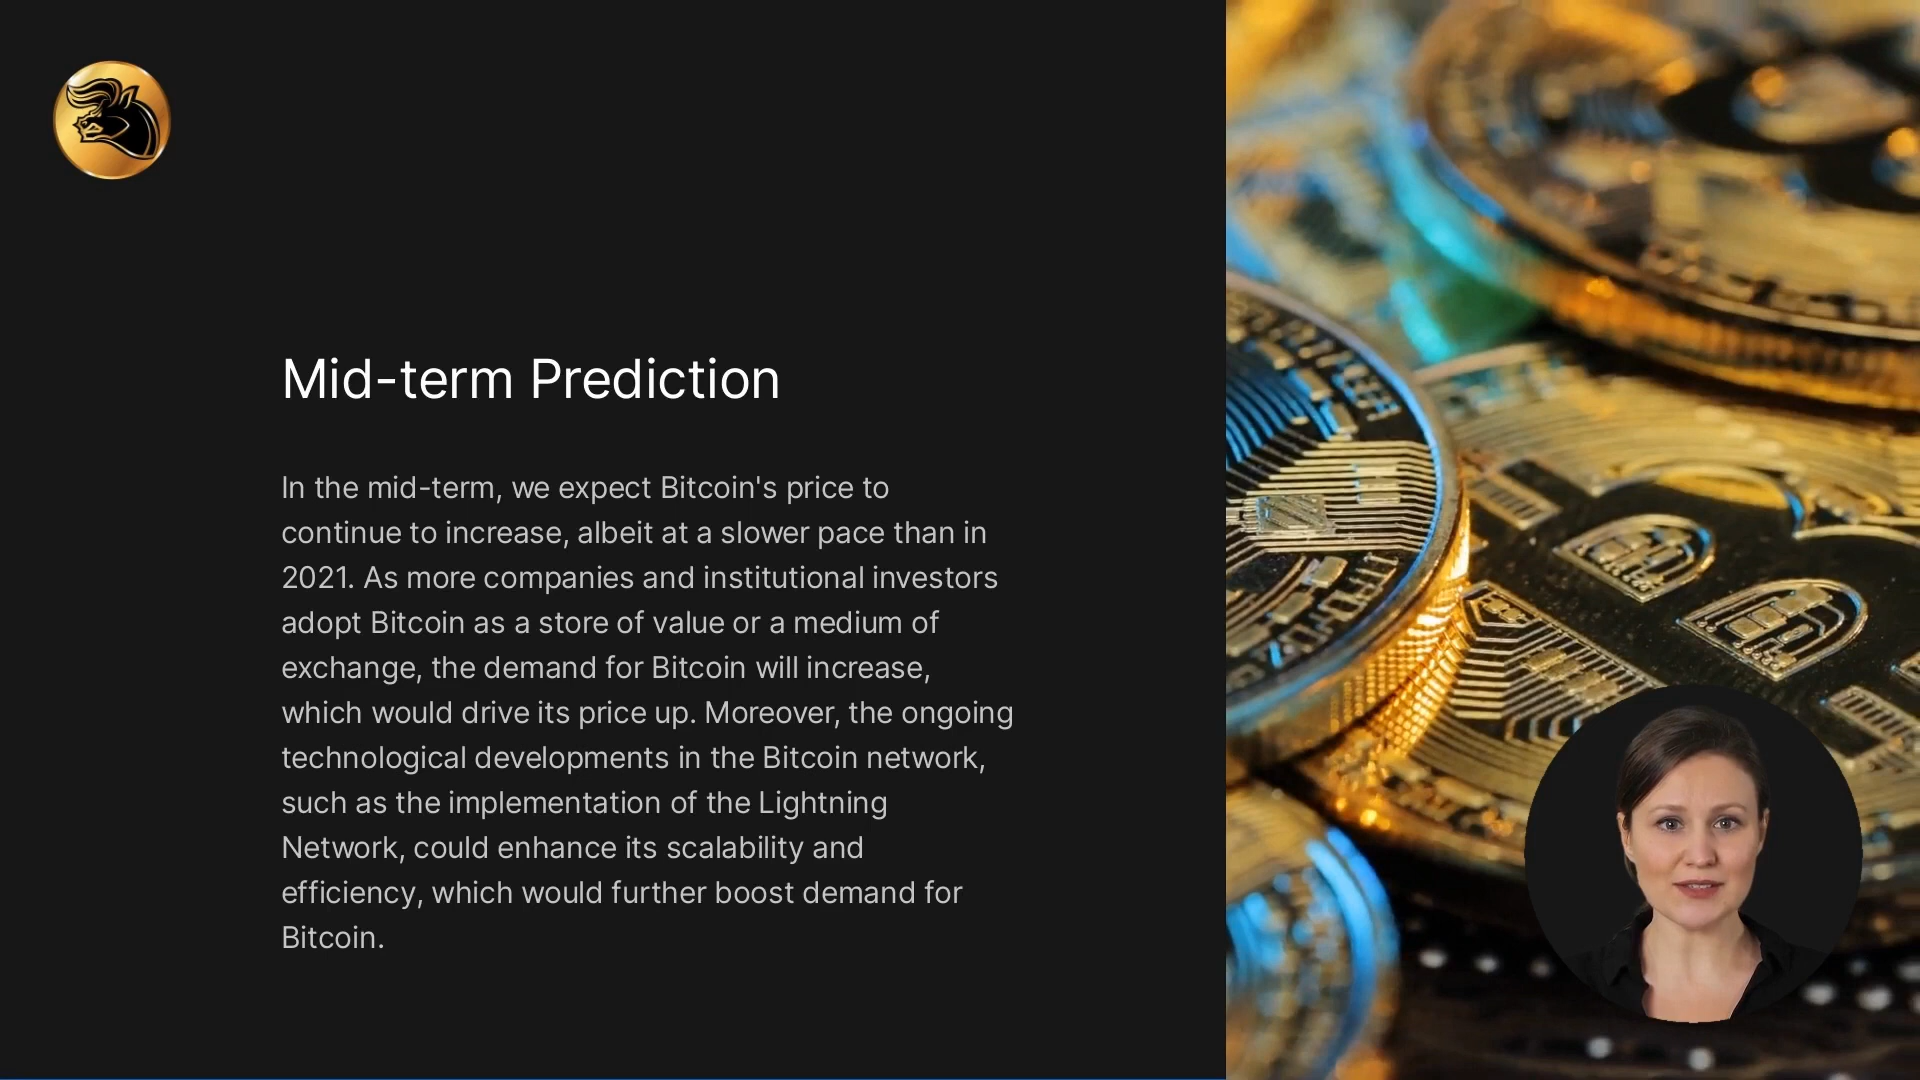 Mid-term Prediction
In the mid-term, we expect Bitcoin's price to
continue to increase, albeit at a slower pace than in
2021. As more companies and institutional investors
adopt Bitcoin as a store of value or a medium of
exchange, the demand for Bitcoin will increase,
which would drive its price up. Moreover, the ongoing
technological developments in the Bitcoin network,
such as the implementation of the Lightning
Network, could enhance its scalability and
efficiency, which would further boost demand for
Bitcoin.